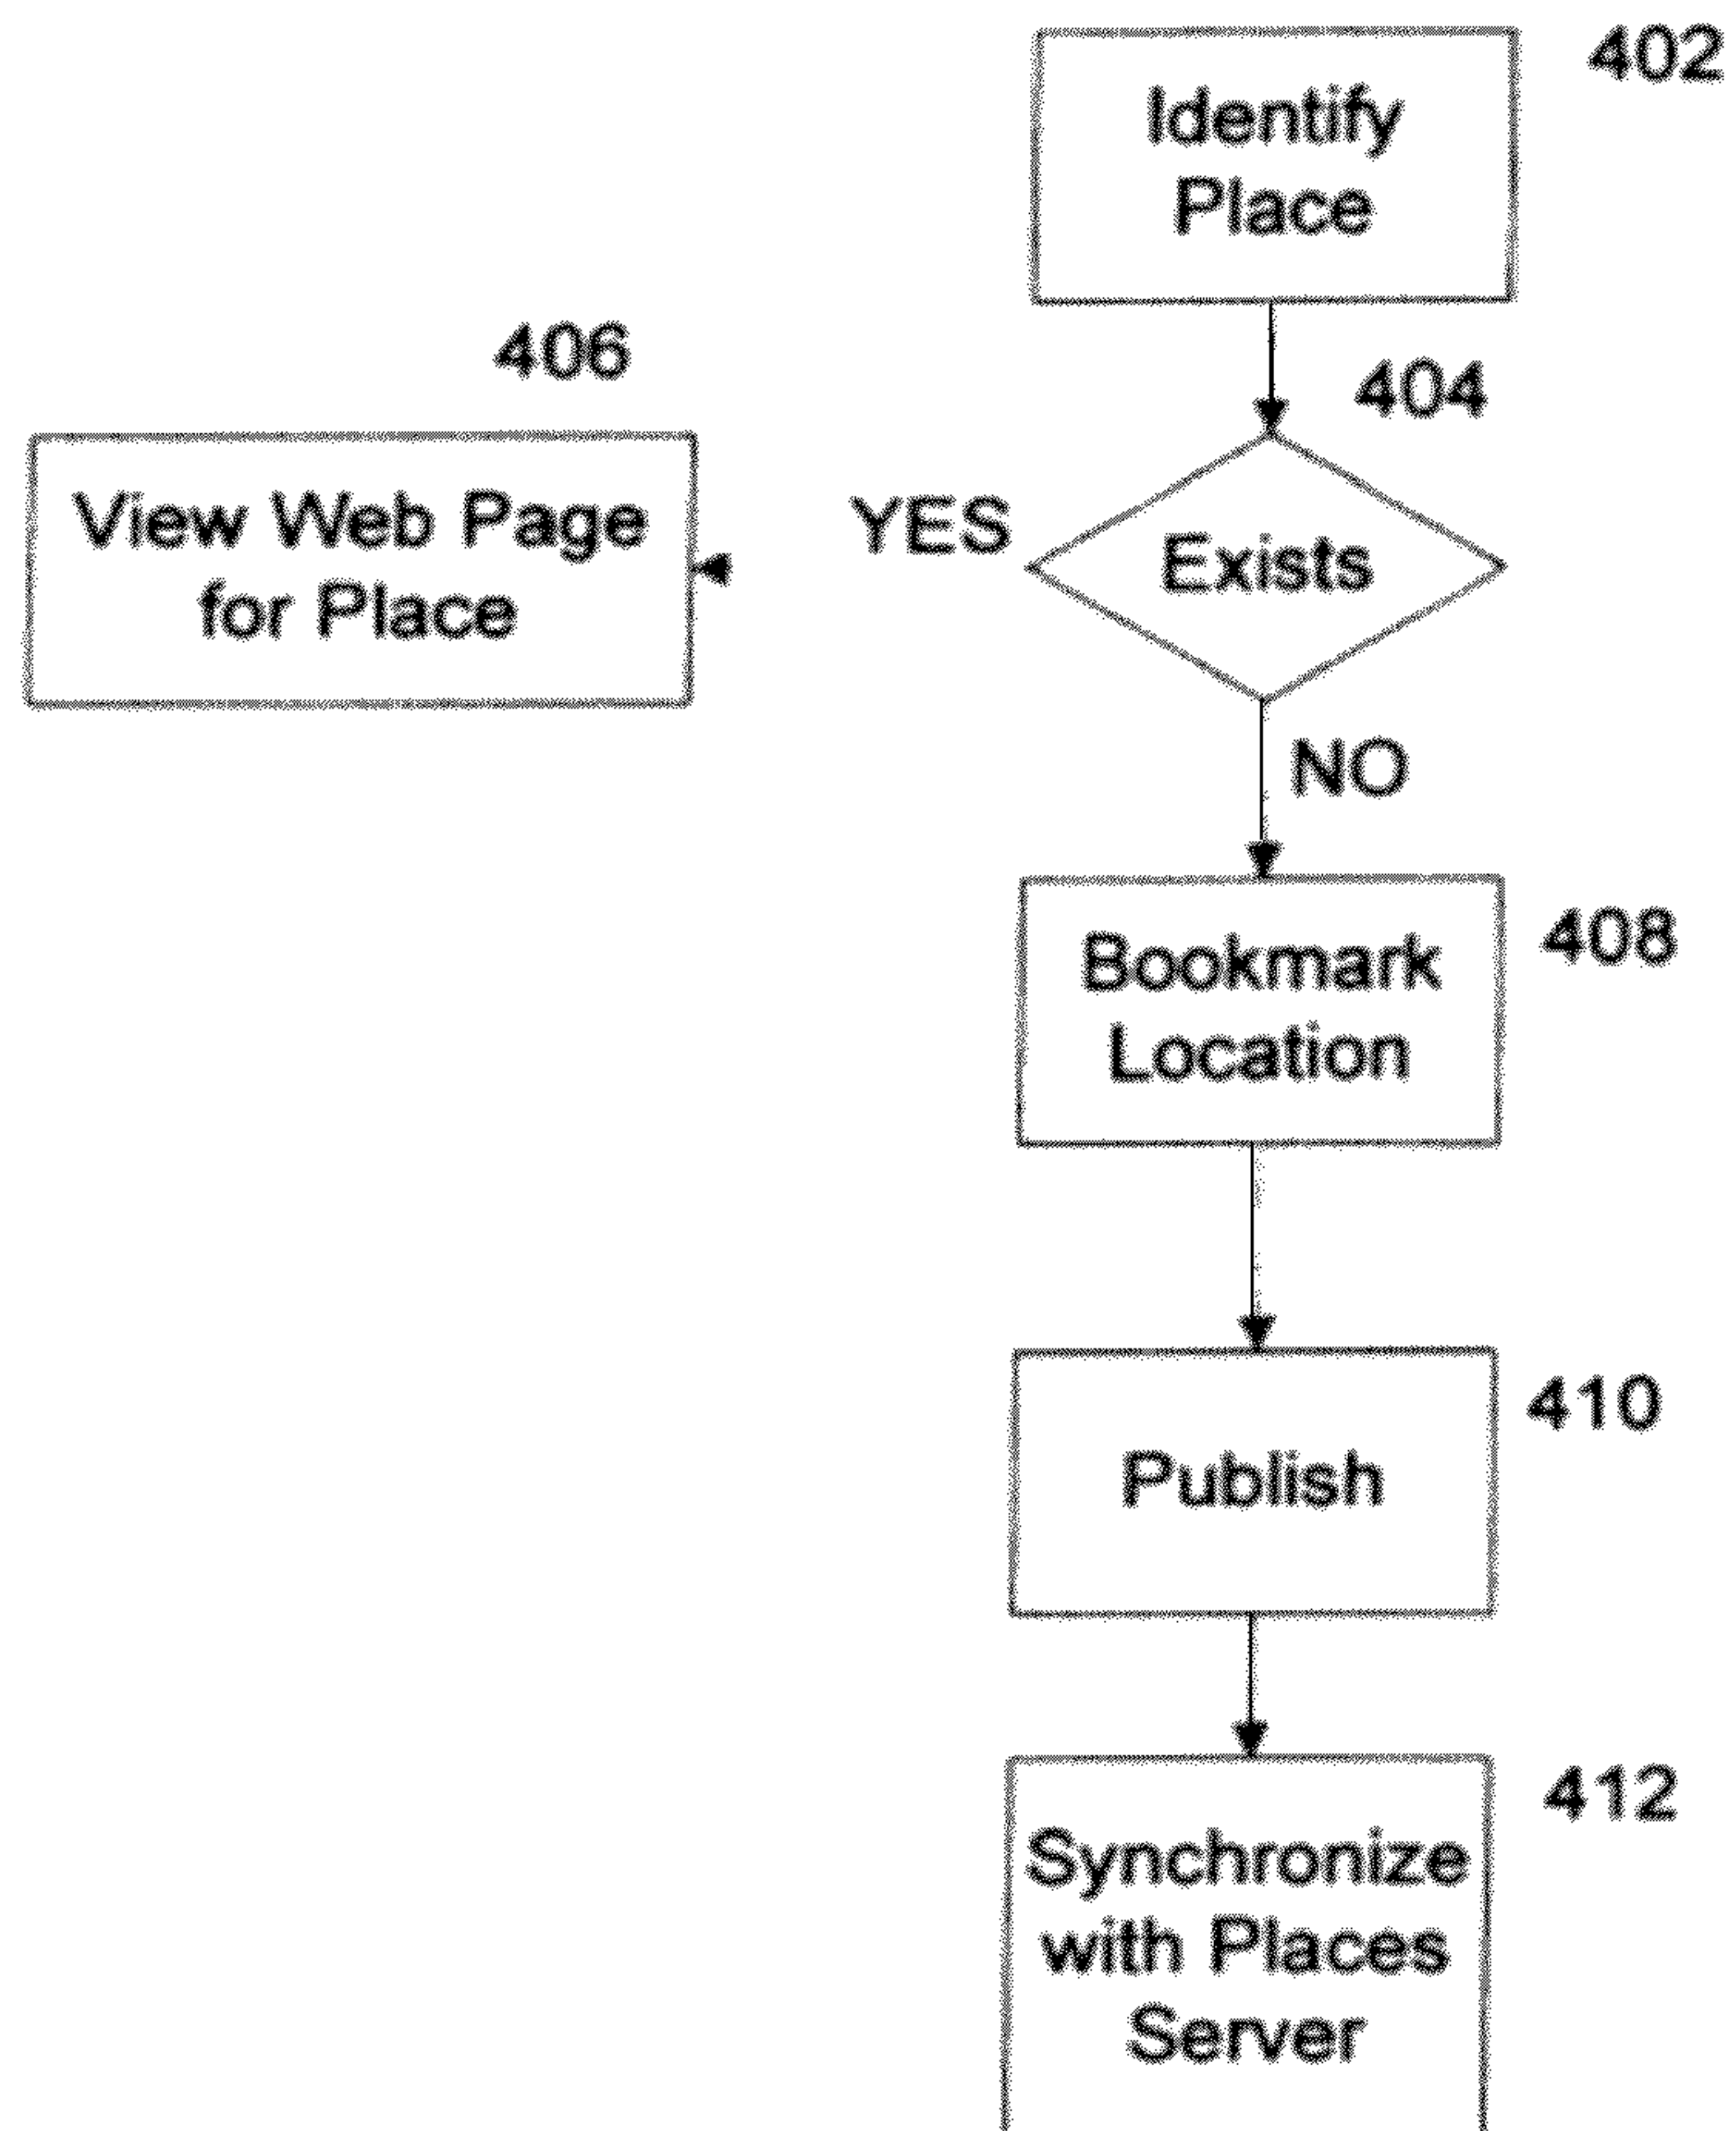 402
Identify
Place
406
404
View Web Page
for Place
YES
Exists
NO
Bookmark
Location
408
410
Publish
412
Synchronize
with Places
Server